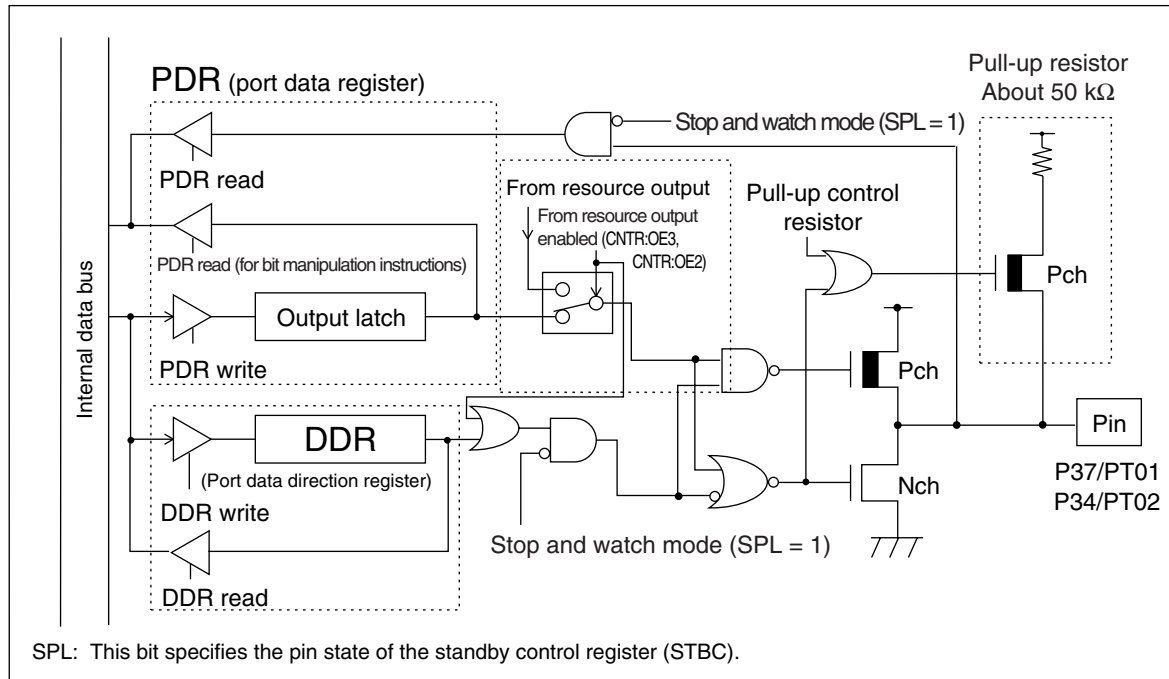 Pull-up resistor
About 50 kΩ
PDR (port data register)
Stop and watch mode (SPL = 1)
PDR read
From resource output
From resource output
enabled (CNTR:OE3,
CNTR:OE2)
Pull-up control
resistor
PDR read (for bit manipulation instructions)
Pch
Output latch
PDR write
Internal data bus
Pch
DDR
(Port data direction register)
DDR write
Pin
P37/PT01
P34/PT02
Nch
Stop and watch mode (SPL = 1)
DDR read
SPL: This bit specifies the pin state of the standby control register (STBC).